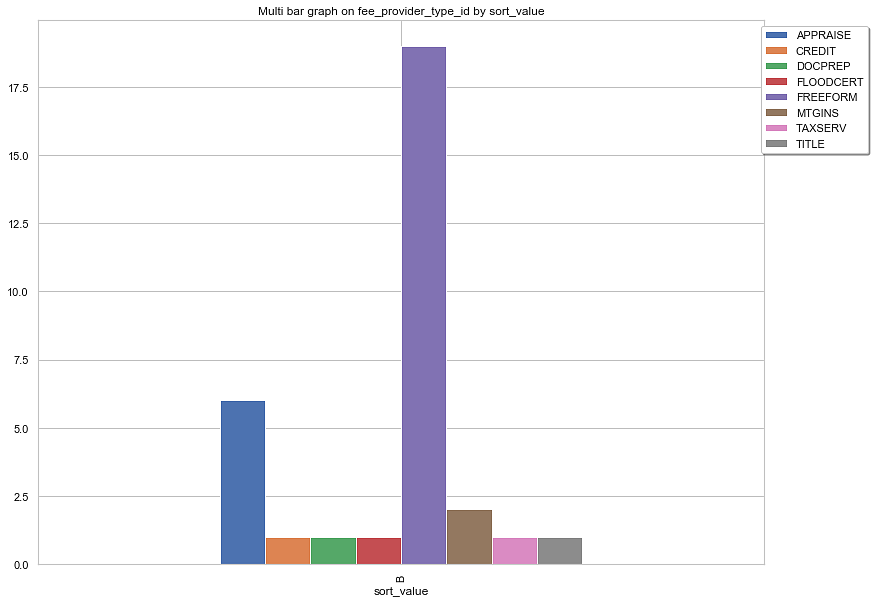 Multi bar graph on fee_provider_type_id by sort_value
APPRAISE
CREDIT
DOCPREP
FLOODCERT
FREEFORM
MTGINS
TAXSERV
TITLE
17.5
15.0
12.5
10.0
7.5
5.0
2.5
0.0
B
sort_value